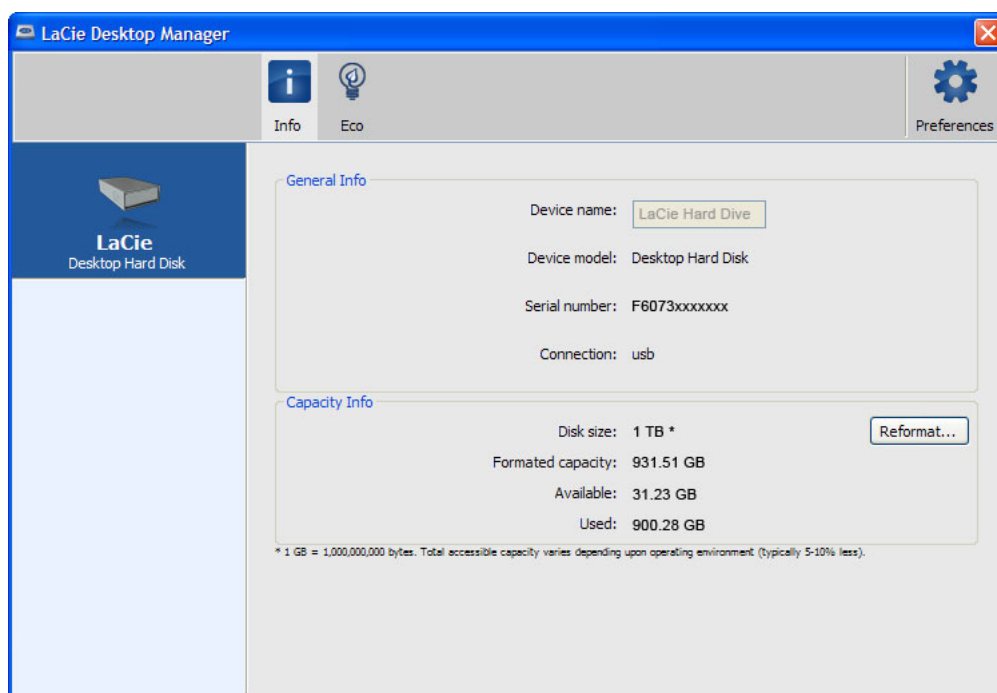 LaCie Desktop Manager
Info
Eco
Preferences
LaCie
Desktop Hard Disk
General Info
Device name: LaCie Hard Dive
Device model: Desktop Hard Disk
Serial number: F6073xxxxxxx
Connection: usb
Capacity Info
Disk size: 1 TB *
Reformat...
Formated capacity: 931.51 GB
Available: 31.23 GB
Used: 900.28 GB
* 1 GB = 1,000,000,000 bytes. Total accessible capacity varies depending upon operating environment (typically 5-10% less).